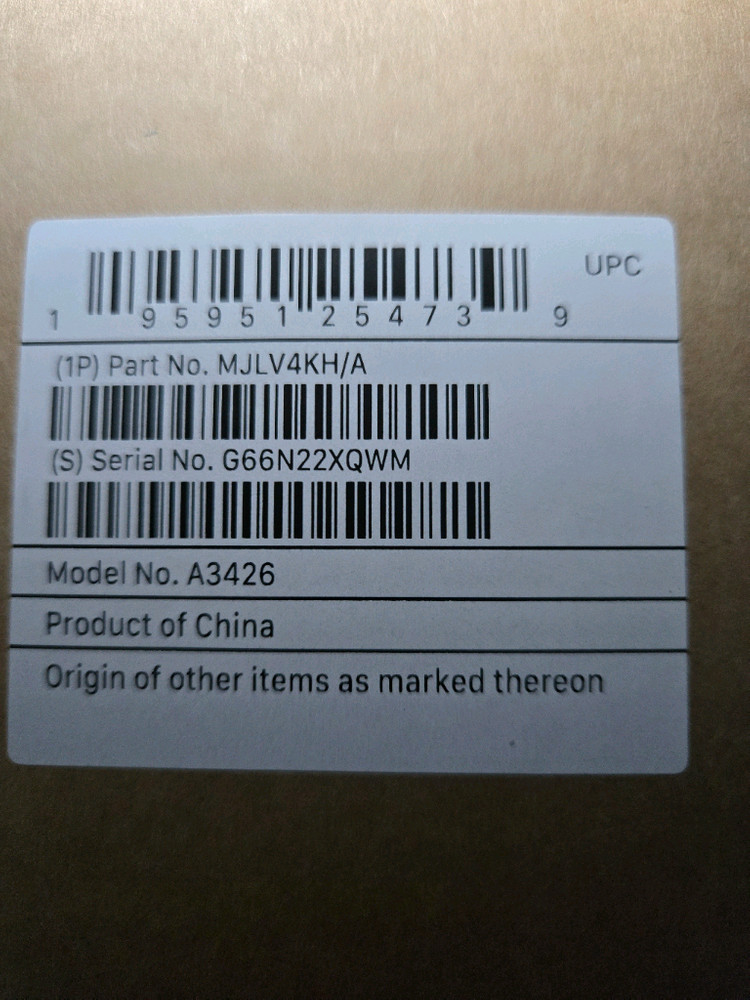 UPC
1 95951 25473 9
(1P) Part No. MJLV4KH/A
(S) Serial No. G66N22XQWM
Model No. A3426
Product of China
Origin of other items as marked thereon